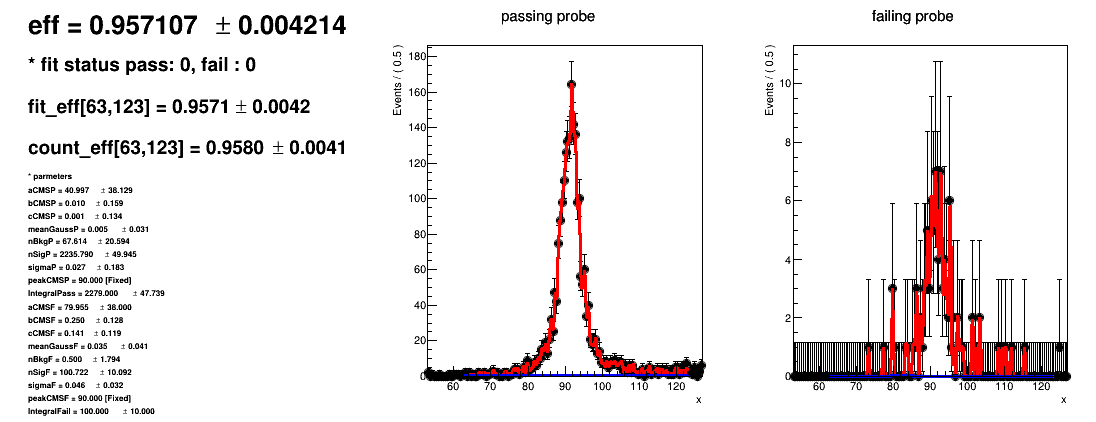 eff = 0.957107 ± 0.004214
* fit status pass: 0, fail : 0
fit_eff[63,123] = 0.9571 ± 0.0042
count_eff[63,123] = 0.9580 ± 0.0041
* parmeters
aCMSP = 40.997 ± 38.129
bCMSP = 0.010 ± 0.159
cCMSP = 0.001 ± 0.134
meanGaussP = 0.005 ± 0.031
nBkgP = 67.614 ± 20.594
nSigP = 2235.790 ± 49.945
sigmaP = 0.027 ± 0.183
peakCMSP = 90.000 [Fixed]
IntegralPass = 2279.000 ± 47.739
aCMSF = 79.955 ± 38.000
bCMSF = 0.250 ± 0.128
cCMSF = 0.141 ± 0.119
meanGaussF = 0.035 ± 0.041
nBkgF = 0.500 ± 1.794
nSigF = 100.722 ± 10.092
sigmaF = 0.046 ± 0.032
peakCMSF = 90.000 [Fixed]
IntegralFail = 100.000 ± 10.000
passing probe
Events / ( 0.5 )
180
160
140
120
100
80
60
40
20
0
60 70 80 90 100 110 120
x
failing probe
Events / ( 0.5 )
10
8
6
4
2
0
60 70 80 90 100 110 120
x